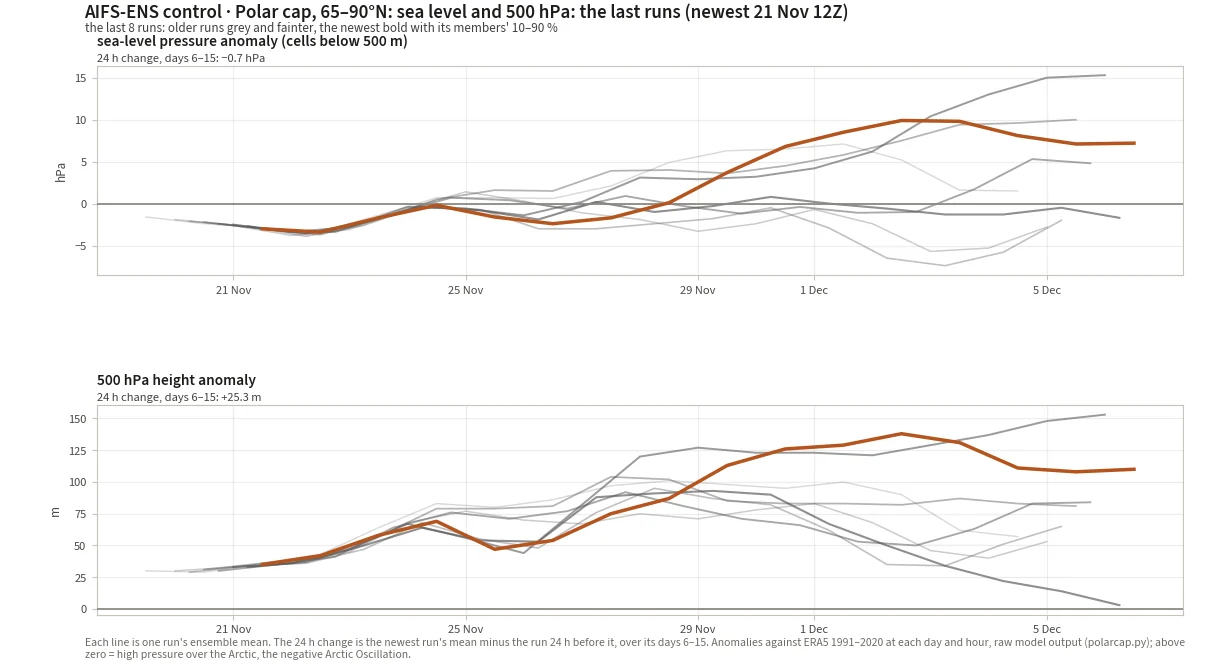 AIFS-ENS control · Polar cap, 65–90°N: sea level and 500 hPa: the last runs (newest 21 Nov 12Z)
the last 8 runs: older runs grey and fainter, the newest bold with its members' 10–90 %
sea-level pressure anomaly (cells below 500 m)
24 h change, days 6–15: −0.7 hPa
15
10
5
0
−5
hPa
21 Nov
25 Nov
29 Nov
1 Dec
5 Dec
500 hPa height anomaly
24 h change, days 6–15: +25.3 m
150
125
100
75
50
25
0
m
21 Nov
25 Nov
29 Nov
1 Dec
5 Dec
Each line is one run's ensemble mean. The 24 h change is the newest run's mean minus the run 24 h before it, over its days 6–15. Anomalies against ERA5 1991–2020 at each day and hour, raw model output (polarcap.py); above
zero = high pressure over the Arctic, the negative Arctic Oscillation.